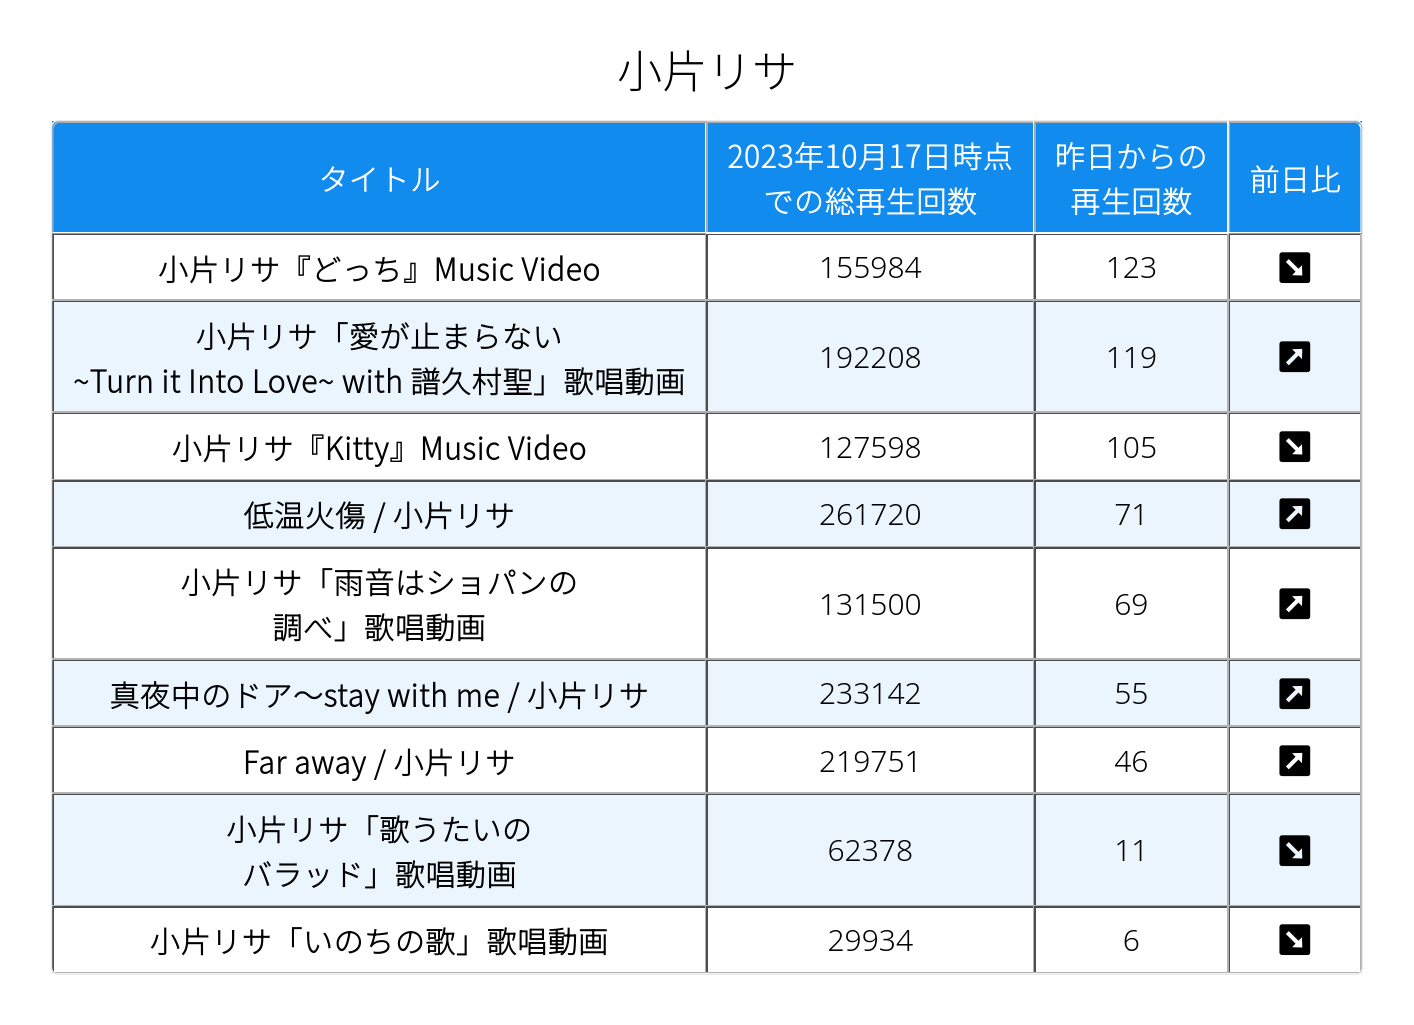 小片リサ
タイトル
2023年10月17日時点
での総再生回数
昨日からの
再生回数
前日比
小片リサ『どっち』Music Video
155984
123
小片リサ「愛が止まらない
~Turn it Into Love~ with 譜久村聖」歌唱動画
192208
119
小片リサ『Kitty』Music Video
127598
105
低温火傷 / 小片リサ
261720
71
小片リサ「雨音はショパンの
調べ」歌唱動画
131500
69
真夜中のドア〜stay with me / 小片リサ
233142
55
Far away / 小片リサ
219751
46
小片リサ「歌うたいの
バラッド」歌唱動画
62378
11
小片リサ「いのちの歌」歌唱動画
29934
6